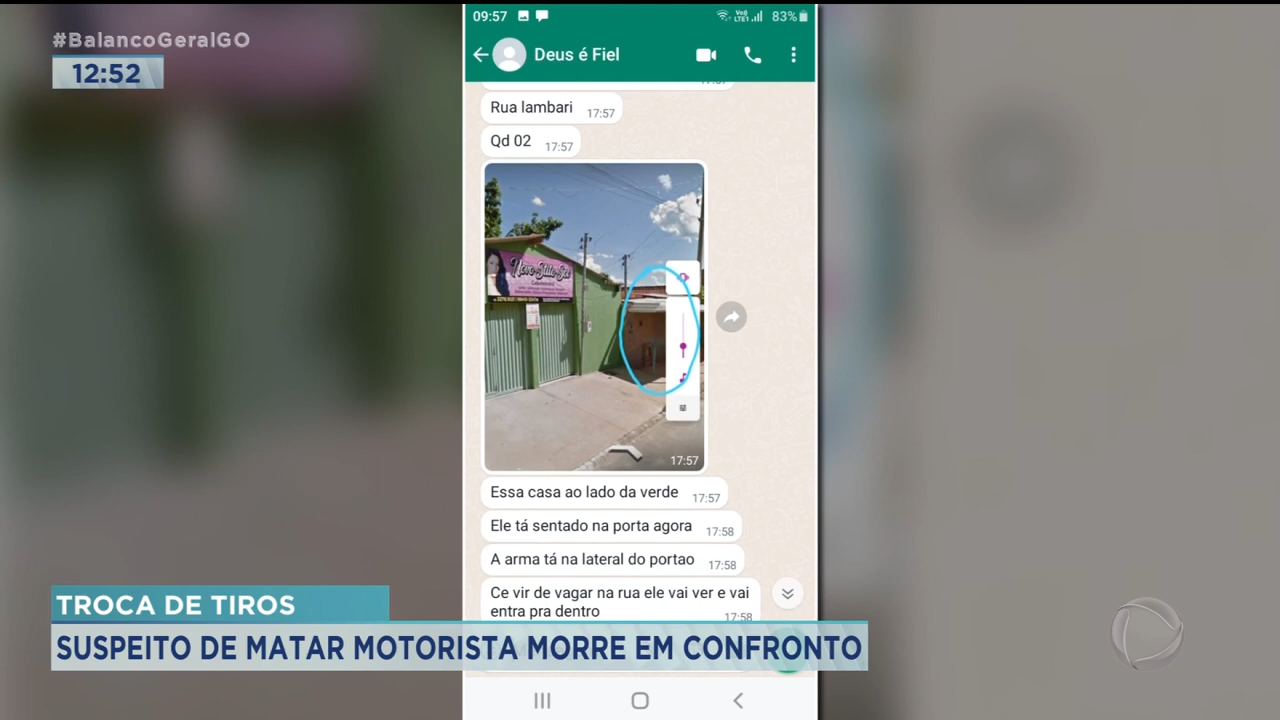 #BalancoGeralGO
12:52
09:57
83%
Deus é Fiel
Rua lambari 17:57
Qd 02 17:57
17:57
Essa casa ao lado da verde 17:57
Ele tá sentado na porta agora 17:58
A arma tá na lateral do portao 17:58
Ce vir de vagar na rua ele vai ver e vai
entra pra dentro 17:58
TROCA DE TIROS
SUSPEITO DE MATAR MOTORISTA MORRE EM CONFRONTO